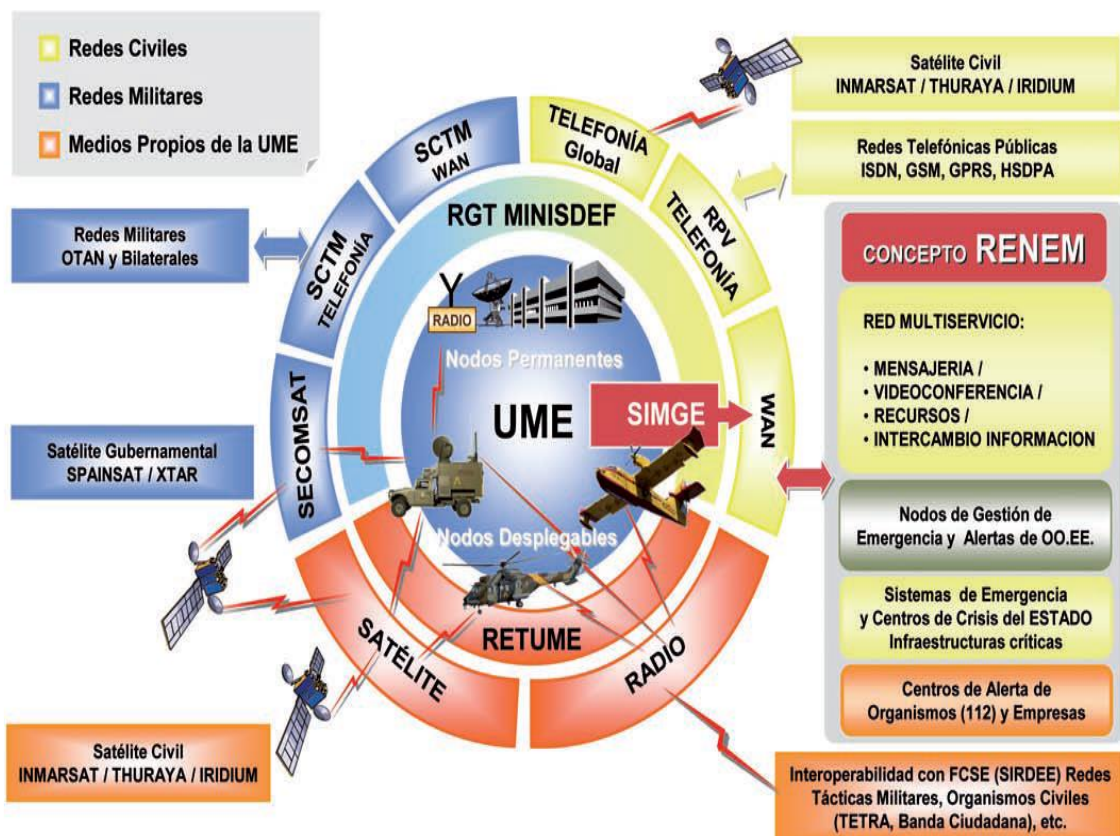 Redes Civiles
Redes Militares
Medios Propios de la UME
Redes Militares
OTAN y Bilaterales
Satélite Gubernamental
SPAINSAT / XTAR
Satélite Civil
INMARSAT / THURAYA / IRIDIUM
SCTM
WAN
SCTM
TELEFONÍA
SECOMSAT
SATÉLITE
TELEFONÍA
Global
RPV
TELEFONÍA
WAN
RADIO
RGT MINISDEF
RADIO
Nodos Permanentes
UME
SIMGE
Nodos Desplegables
RETUME
Satélite Civil
INMARSAT / THURAYA / IRIDIUM
Redes Telefónicas Públicas
ISDN, GSM, GPRS, HSDPA
CONCEPTO RENEM
RED MULTISERVICIO:
• MENSAJERIA /
• VIDEOCONFERENCIA /
• RECURSOS /
• INTERCAMBIO INFORMACION
Nodos de Gestión de
Emergencia y Alertas de OO.EE.
Sistemas de Emergencia
y Centros de Crisis del ESTADO
Infraestructuras críticas
Centros de Alerta de
Organismos (112) y Empresas
Interoperabilidad con FCSE (SIRDEE) Redes
Tácticas Militares, Organismos Civiles
(TETRA, Banda Ciudadana), etc.